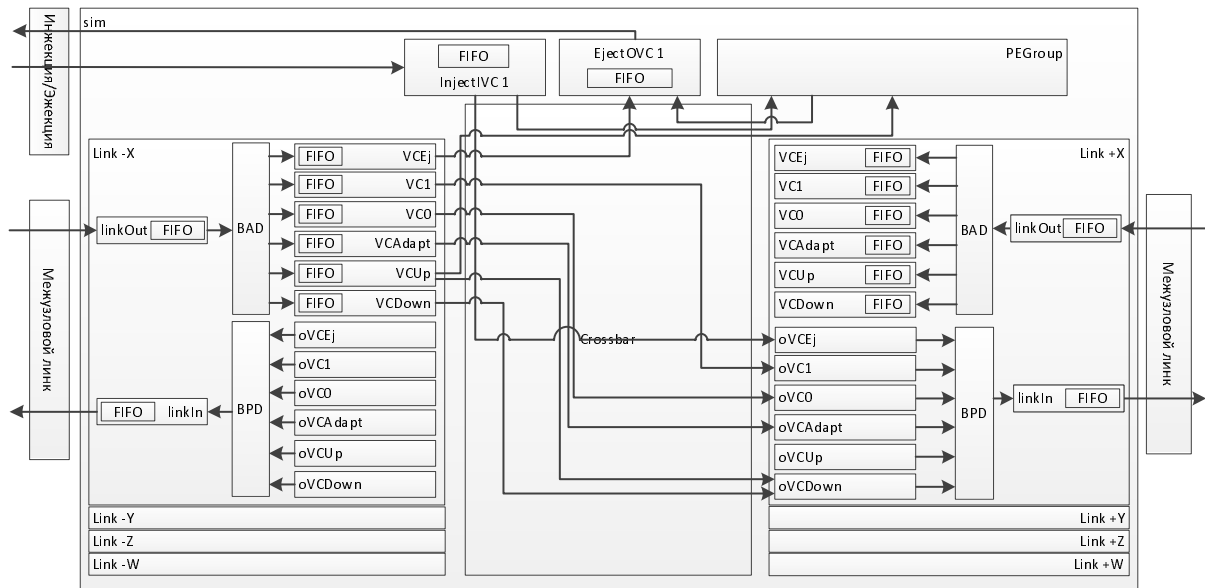 Инжекция/Эжекция
sim
FIFO
InjectIVC 1
EjectOVC 1
FIFO
PEGroup
Межузловой линк
Link -X
linkOut FIFO
BAD
FIFO VCEj
FIFO VC1
FIFO VC0
FIFO VCAdapt
FIFO VCUp
FIFO VCDown
BPD
oVCEj
oVC1
oVC0
oVCAdapt
oVCUp
oVCDown
FIFO linkIn
Link -Y
Link -Z
Link -W
Crossbar
Link +X
VCEj FIFO
VC1 FIFO
VC0 FIFO
VCAdapt FIFO
VCUp FIFO
VCDown FIFO
BAD
linkOut FIFO
oVCEj
oVC1
oVC0
oVCAdapt
oVCUp
oVCDown
BPD
linkIn FIFO
Link +Y
Link +Z
Link +W
Межузловой линк